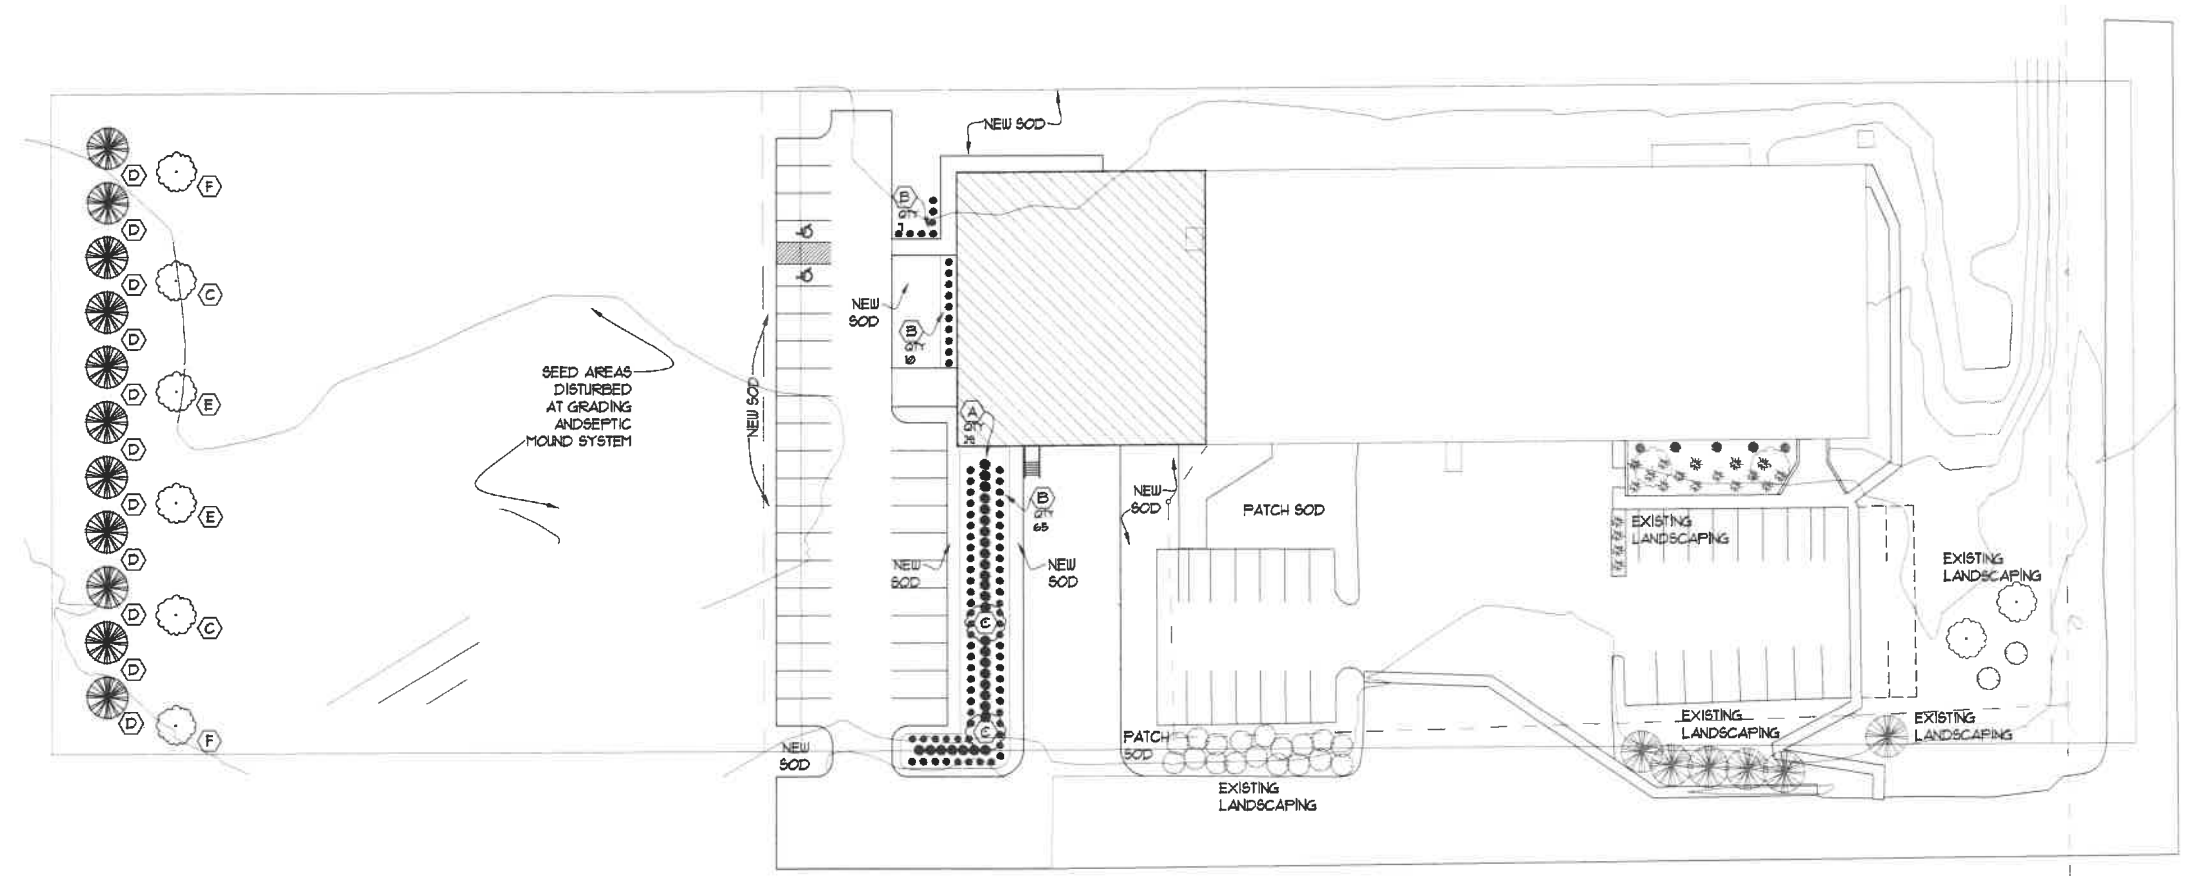 NEW SOD
D
F
D
B
QTY
D
C
NEW
SOD
B
QTY
10
D
SEED AREAS
DISTURBED
AT GRADING
ANDSEPTIC
MOUND SYSTEM
NEW SOD
D
E
A
QTY
D
D
E
B
QTY
65
NEW
SOD
PATCH SOD
EXISTING
LANDSCAPING
NEW
SOD
NEW
SOD
EXISTING
LANDSCAPING
D
D
C
C
D
D
F
C
NEW
SOD
PATCH
SOD
EXISTING
LANDSCAPING
EXISTING
LANDSCAPING
EXISTING
LANDSCAPING